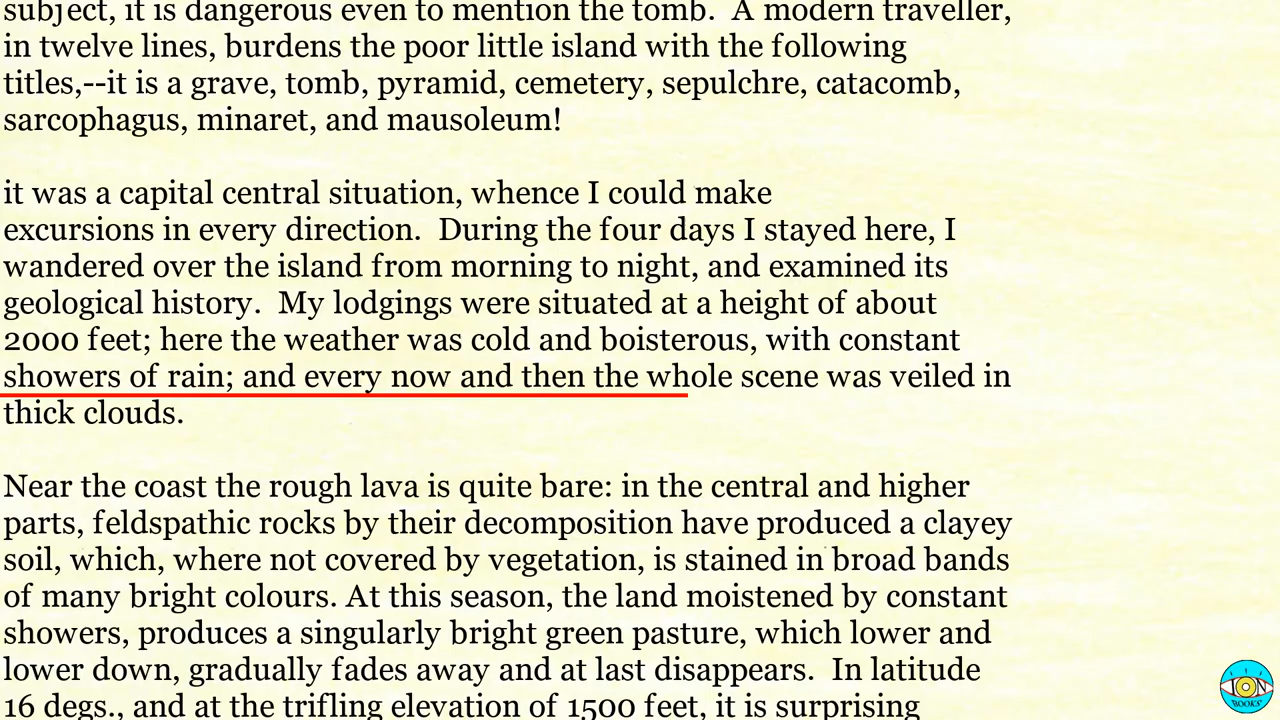 subject, it is dangerous even to mention the tomb.  A modern traveller,
in twelve lines, burdens the poor little island with the following
titles,--it is a grave, tomb, pyramid, cemetery, sepulchre, catacomb,
sarcophagus, minaret, and mausoleum!
it was a capital central situation, whence I could make
excursions in every direction.  During the four days I stayed here, I
wandered over the island from morning to night, and examined its
geological history.  My lodgings were situated at a height of about
2000 feet; here the weather was cold and boisterous, with constant
showers of rain; and every now and then the whole scene was veiled in
thick clouds.
Near the coast the rough lava is quite bare: in the central and higher
parts, feldspathic rocks by their decomposition have produced a clayey
soil, which, where not covered by vegetation, is stained in broad bands
of many bright colours. At this season, the land moistened by constant
showers, produces a singularly bright green pasture, which lower and
lower down, gradually fades away and at last disappears.  In latitude
16 degs., and at the trifling elevation of 1500 feet, it is surprising
ION
BOOKS